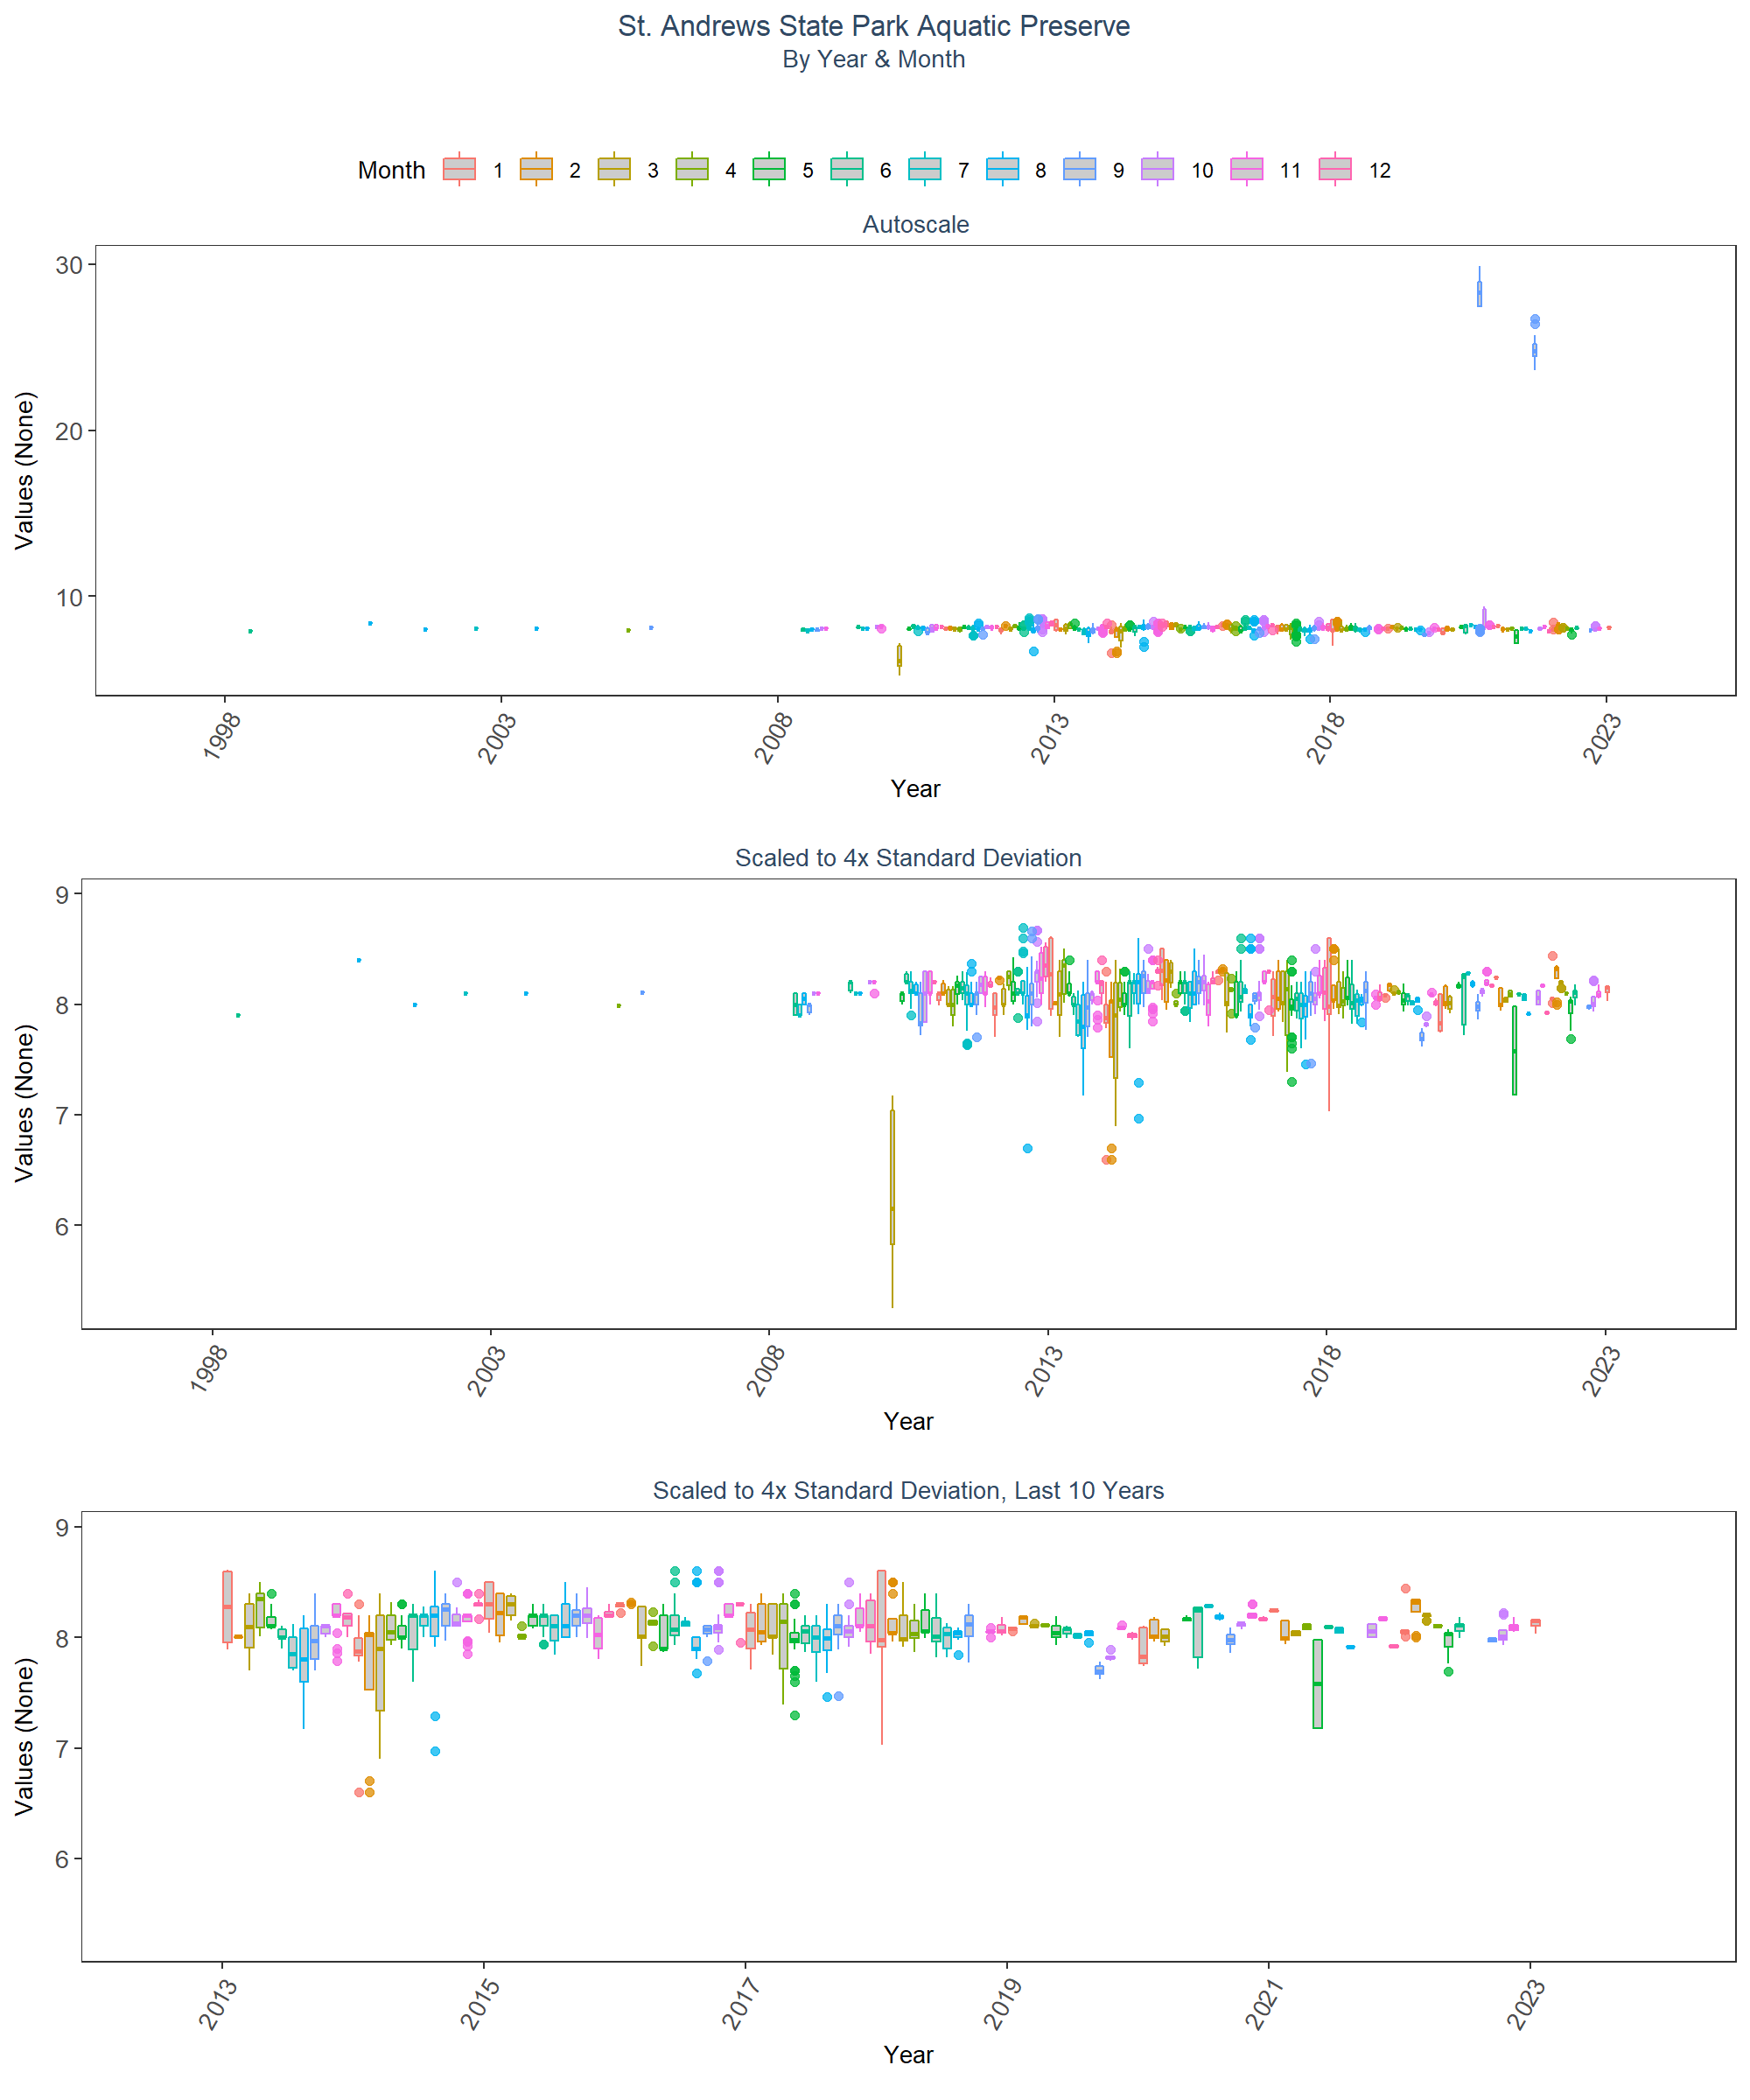 St. Andrews State Park Aquatic Preserve
By Year & Month
Month 1 2 3 4 5 6 7 8 9 10 11 12
Autoscale
30
20
10
Values (None)
1998 2003 2008 2013 2018 2023
Year
Scaled to 4x Standard Deviation
9
8
7
6
Values (None)
1998 2003 2008 2013 2018 2023
Year
Scaled to 4x Standard Deviation, Last 10 Years
9
8
7
6
Values (None)
2013 2015 2017 2019 2021 2023
Year